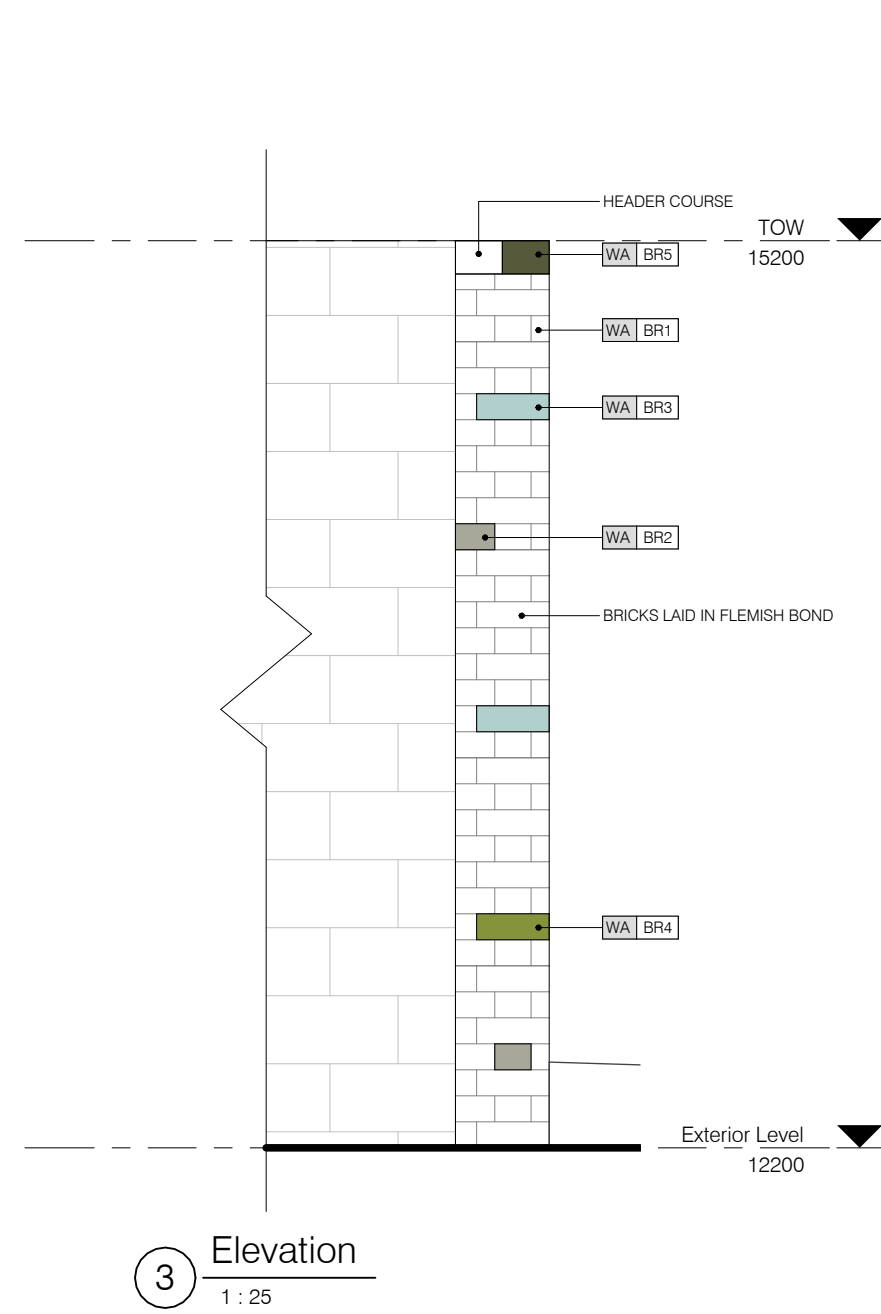 HEADER COURSE
TOW
15200
WA BR5
WA BR1
WA BR3
WA BR2
BRICKS LAID IN FLEMISH BOND
WA BR4
Exterior Level
12200
3 Elevation
1 : 25